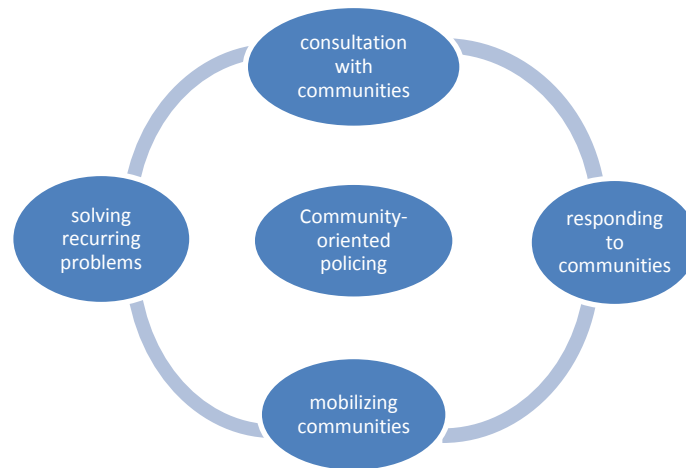 consultation
with
communities
solving
recurring
problems
Community-
oriented
policing
responding
to
communities
mobilizing
communities